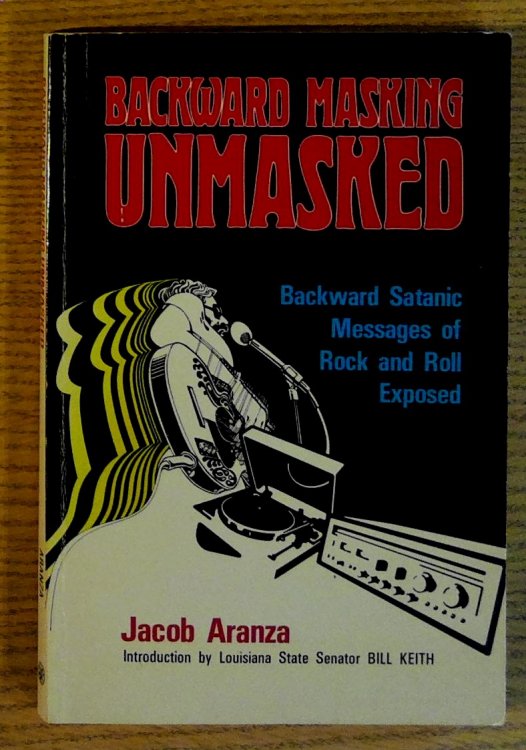 BACKWARD MASKING
UNMASKED
Backward Satanic
Messages of
Rock and Roll
Exposed
Jacob Aranza
Introduction by Louisiana State Senator BILL KEITH
ARANZA